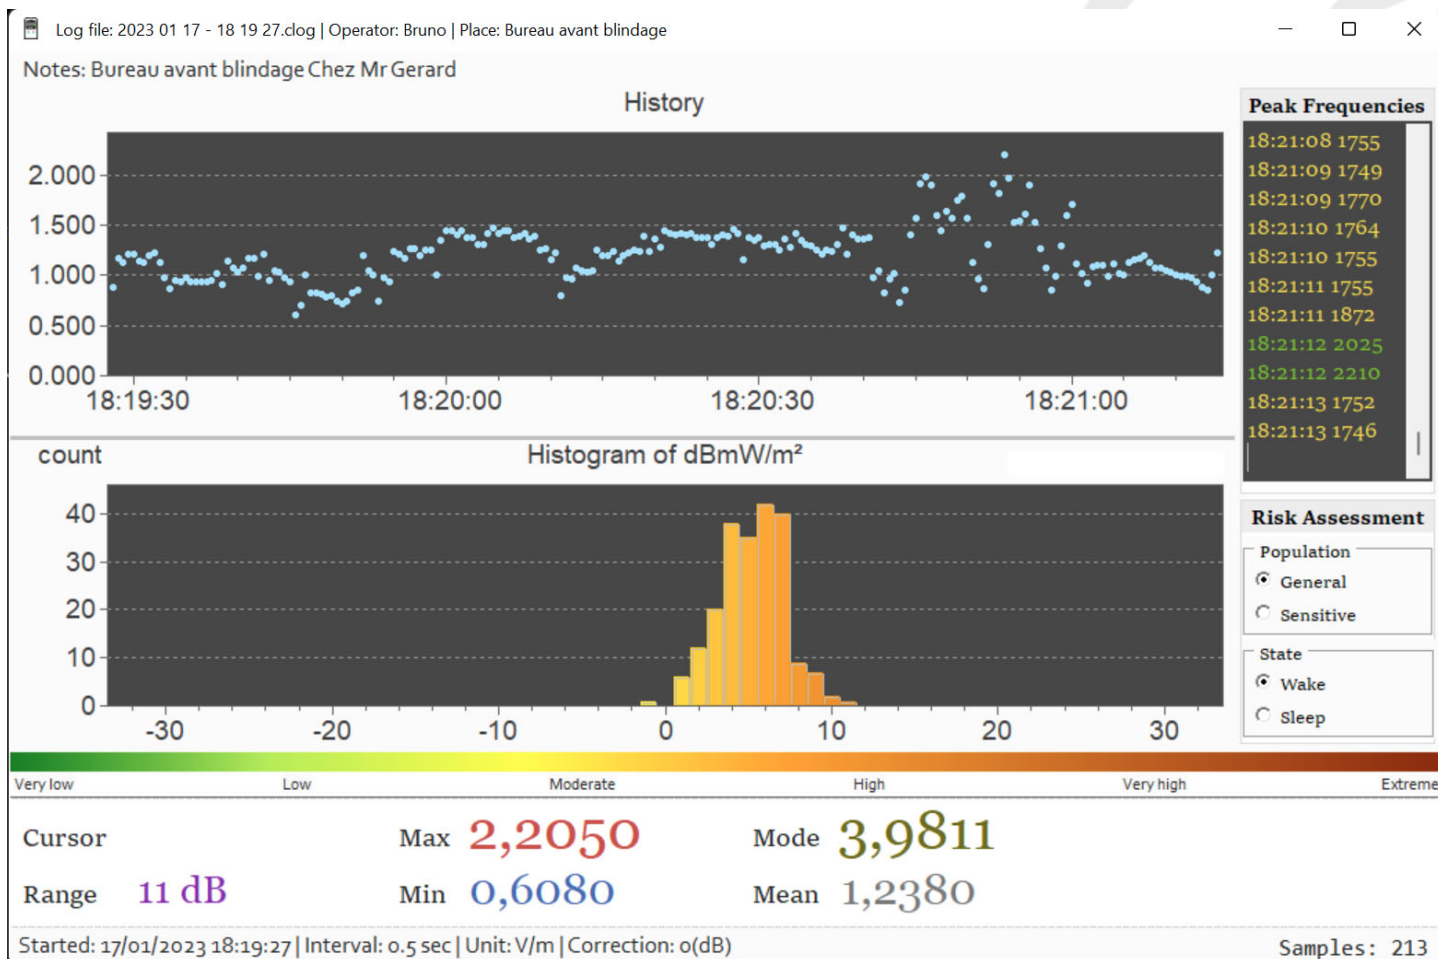 Log file: 2023 01 17 - 18 19 27.clog | Operator: Bruno | Place: Bureau avant blindage
Notes: Bureau avant blindage Chez Mr Gerard
History
2.000
1.500
1.000
0.500
0.000
18:19:30 18:20:00 18:20:30 18:21:00
Peak Frequencies
18:21:08 1755
18:21:09 1749
18:21:09 1770
18:21:10 1764
18:21:10 1755
18:21:11 1755
18:21:11 1872
18:21:12 2025
18:21:12 2210
18:21:13 1752
18:21:13 1746
count
Histogram of dBmW/m²
40
30
20
10
0
-30 -20 -10 0 10 20 30
Risk Assessment
Population
General
Sensitive
State
Wake
Sleep
Very low Low Moderate High Very high Extreme
Cursor Max 2,2050 Mode 3,9811
Range 11 dB Min 0,6080 Mean 1,2380
Started: 17/01/2023 18:19:27 | Interval: 0.5 sec | Unit: V/m | Correction: 0(dB)
Samples: 213